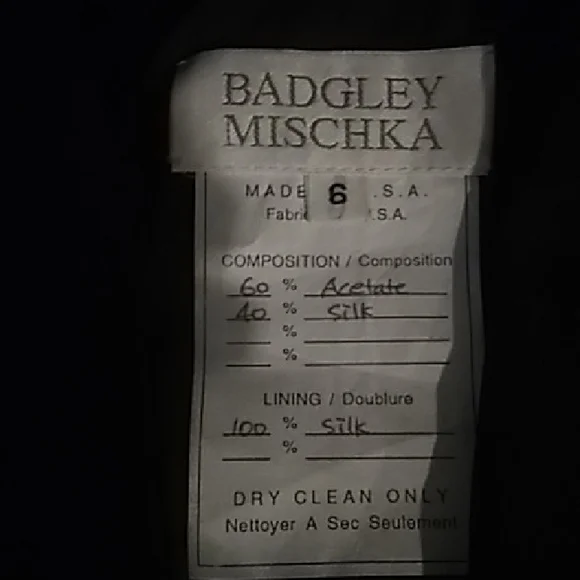 BADGLEY
MISCHKA
MADE 6 .S.A.
.S.A.
COMPOSITION / Composition
60 % Acetate
40 % Silk
%
%
LINING / Doublure
100 % Silk
%
DRY CLEAN ONLY
Nettoyer A Sec Seulement